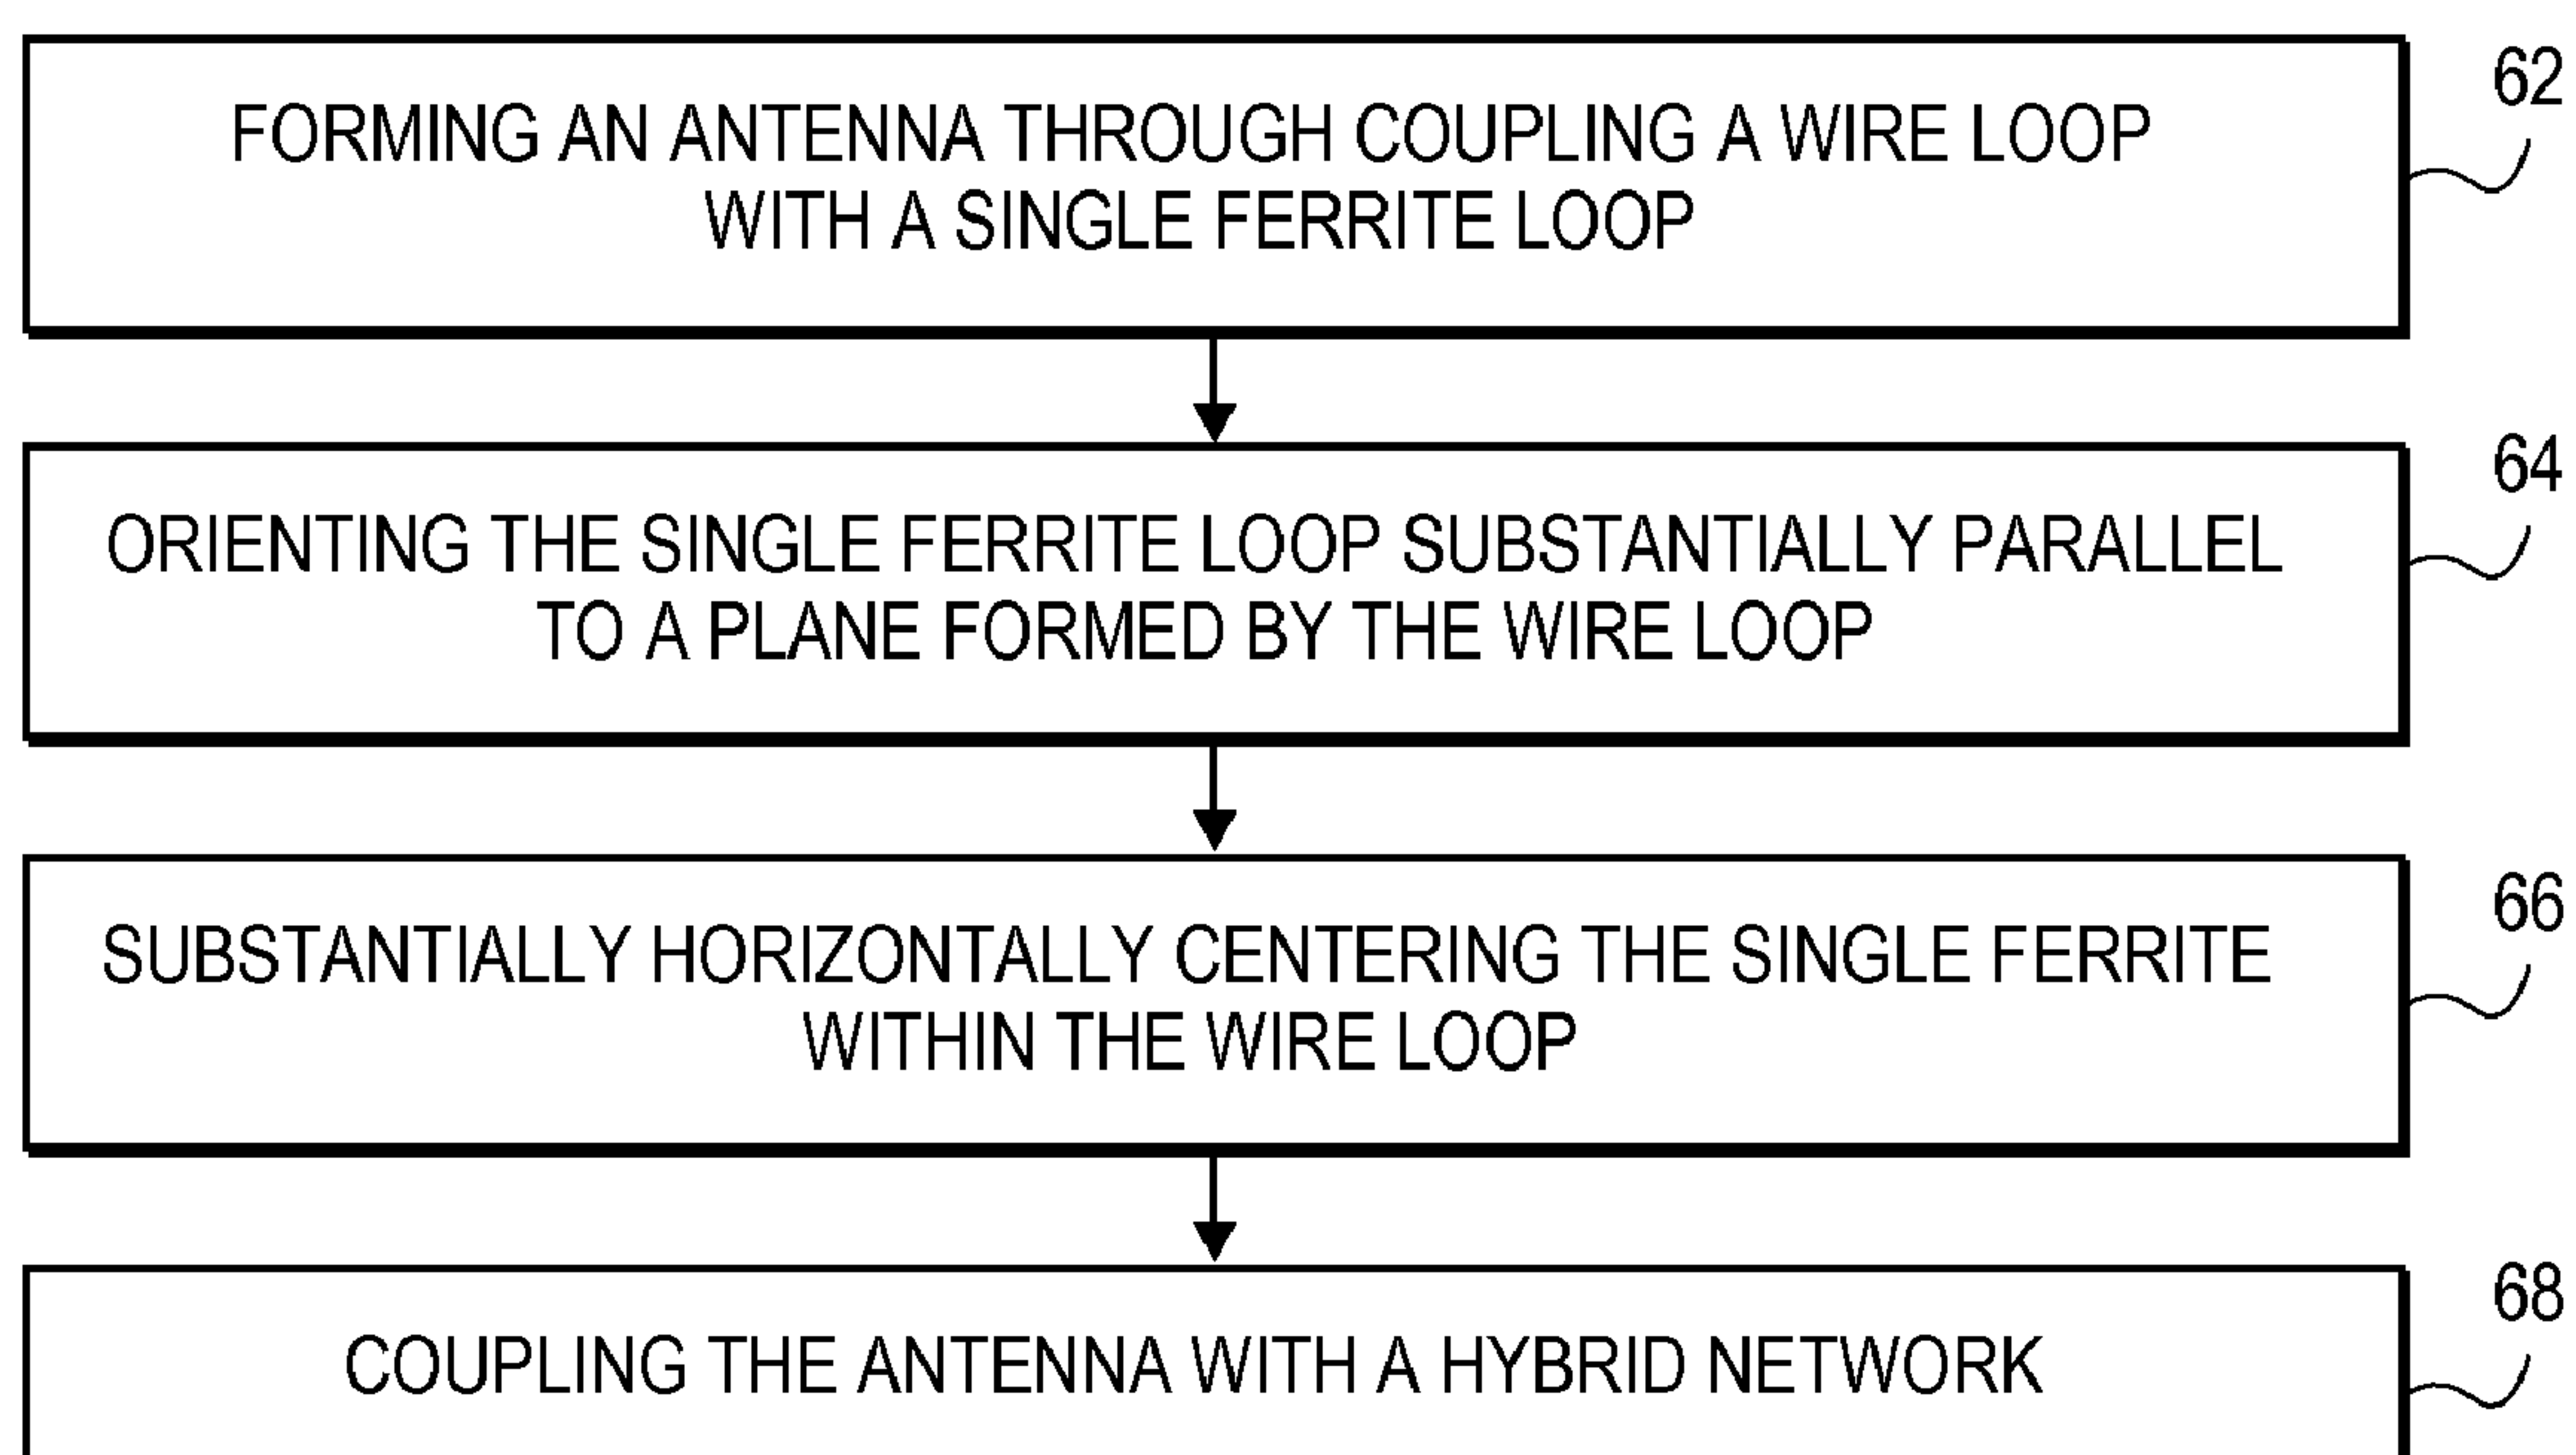 FORMING AN ANTENNA THROUGH COUPLING A WIRE LOOP
WITH A SINGLE FERRITE LOOP
62
ORIENTING THE SINGLE FERRITE LOOP SUBSTANTIALLY PARALLEL
TO A PLANE FORMED BY THE WIRE LOOP
64
SUBSTANTIALLY HORIZONTALLY CENTERING THE SINGLE FERRITE
WITHIN THE WIRE LOOP
66
COUPLING THE ANTENNA WITH A HYBRID NETWORK
68